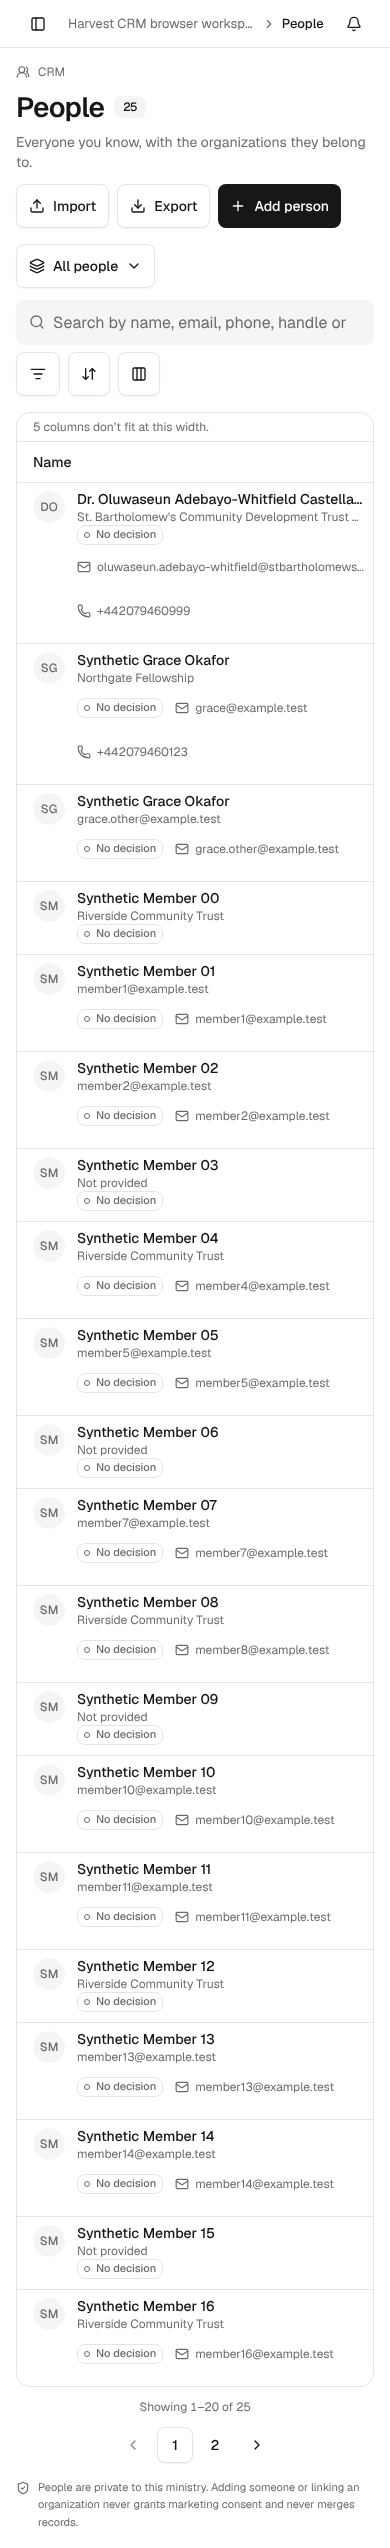 Harvest CRM browser worksp... > People
CRM
People 25
Everyone you know, with the organizations they belong
to.
Import Export + Add person
All people
Search by name, email, phone, handle or
5 columns don't fit at this width.
Name
DO Dr. Oluwaseun Adebayo-Whitfield Castella...
St. Bartholomew's Community Development Trust ...
No decision
oluwaseun.adebayo-whitfield@stbartholomews...
+442079460999
SG Synthetic Grace Okafor
Northgate Fellowship
No decision grace@example.test
+442079460123
SG Synthetic Grace Okafor
grace.other@example.test
No decision grace.other@example.test
SM Synthetic Member 00
Riverside Community Trust
No decision
SM Synthetic Member 01
member1@example.test
No decision member1@example.test
SM Synthetic Member 02
member2@example.test
No decision member2@example.test
SM Synthetic Member 03
Not provided
No decision
SM Synthetic Member 04
Riverside Community Trust
No decision member4@example.test
SM Synthetic Member 05
member5@example.test
No decision member5@example.test
SM Synthetic Member 06
Not provided
No decision
SM Synthetic Member 07
member7@example.test
No decision member7@example.test
SM Synthetic Member 08
Riverside Community Trust
No decision member8@example.test
SM Synthetic Member 09
Not provided
No decision
SM Synthetic Member 10
member10@example.test
No decision member10@example.test
SM Synthetic Member 11
member11@example.test
No decision member11@example.test
SM Synthetic Member 12
Riverside Community Trust
No decision
SM Synthetic Member 13
member13@example.test
No decision member13@example.test
SM Synthetic Member 14
member14@example.test
No decision member14@example.test
SM Synthetic Member 15
Not provided
No decision
SM Synthetic Member 16
Riverside Community Trust
No decision member16@example.test
Showing 1–20 of 25
< 1 2 >
People are private to this ministry. Adding someone or linking an
organization never grants marketing consent and never merges
records.